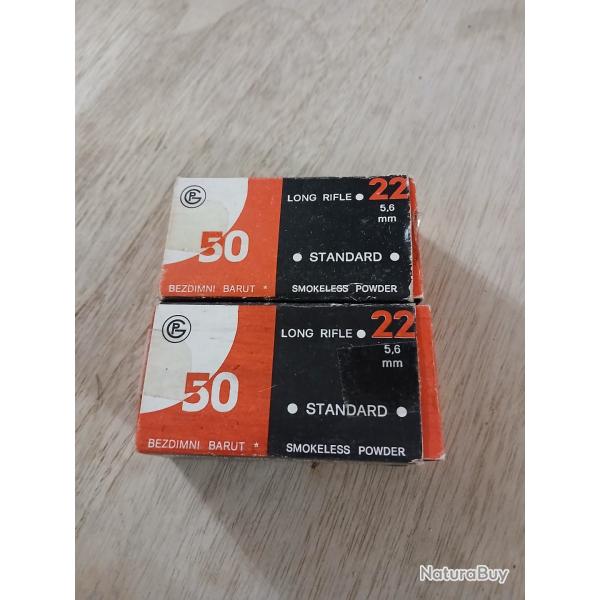 LONG RIFLE • 22
5,6
mm
50
• STANDARD •
BEZDIMNI BARUT *
SMOKELESS POWDER
LONG RIFLE • 22
5,6
mm
50
• STANDARD •
BEZDIMNI BARUT *
SMOKELESS POWDER
NaturaBuy